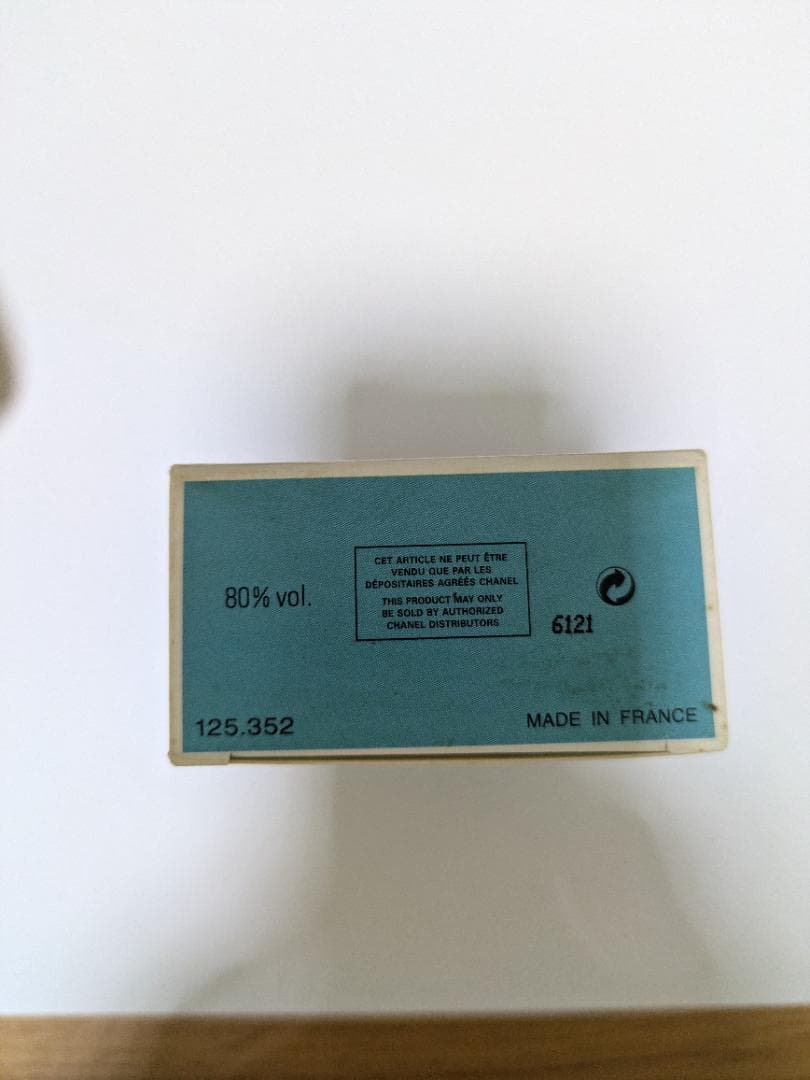 80% vol.
CET ARTICLE NE PEUT ÊTRE
VENDU QUE PAR LES
DÉPOSITAIRES AGRÉÉS CHANEL
THIS PRODUCT MAY ONLY
BE SOLD BY AUTHORIZED
CHANEL DISTRIBUTORS
6121
125.352
MADE IN FRANCE